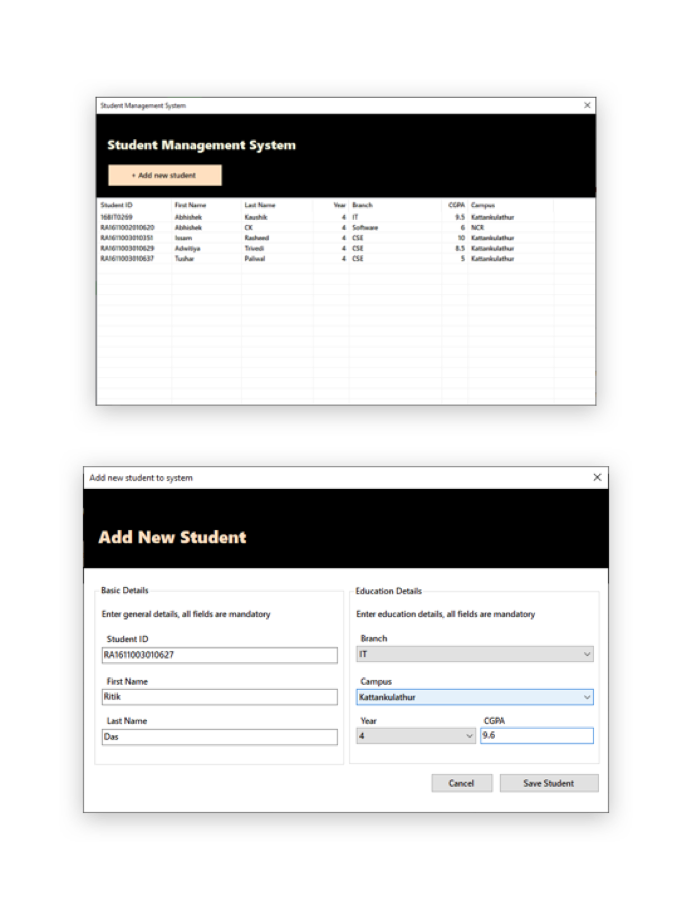 Student Management System
Student Management System
+ Add new student
Student ID First Name Last Name Year Branch CGPA Campus
16BIT0269 Abhishek Kaushik 4 IT 9.5 Kattankulathur
RA1611002010620 Abhishek CK 4 Software 6 NCR
RA1611003010351 Issam Rasheed 4 CSE 10 Kattankulathur
RA1611003010629 Adwitiya Trivedi 4 CSE 8.5 Kattankulathur
RA1611003010637 Tushar Paliwal 4 CSE 5 Kattankulathur
Add new student to system
Add New Student
Basic Details Education Details
Enter general details, all fields are mandatory Enter education details, all fields are mandatory
Student ID Branch
RA1611003010627 IT
First Name Campus
Ritik Kattankulathur
Last Name Year CGPA
Das 4 9.6
Cancel Save Student